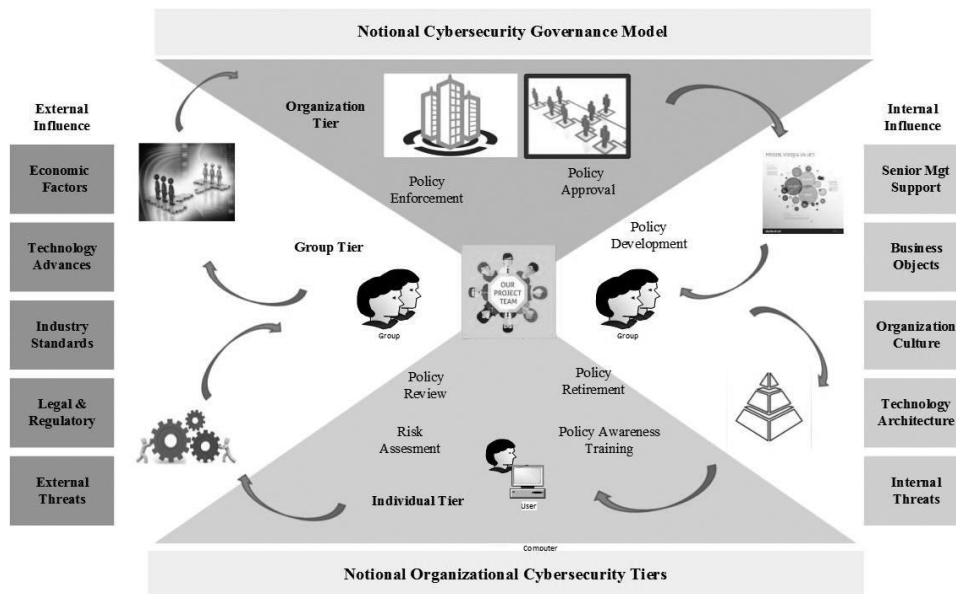 Notional Cybersecurity Governance Model
External
Influence
Economic
Factors
Technology
Advances
Industry
Standards
Legal &
Regulatory
External
Threats
Organization
Tier
Policy
Enforcement
Policy
Approval
Group Tier
Policy
Development
OUR
PROJECT
TEAM
Group
Group
Policy
Review
Policy
Retirement
Risk
Assesment
Policy Awareness
Training
Individual Tier
User
Computer
Internal
Influence
Senior Mgt
Support
Business
Objects
Organization
Culture
Technology
Architecture
Internal
Threats
Notional Organizational Cybersecurity Tiers